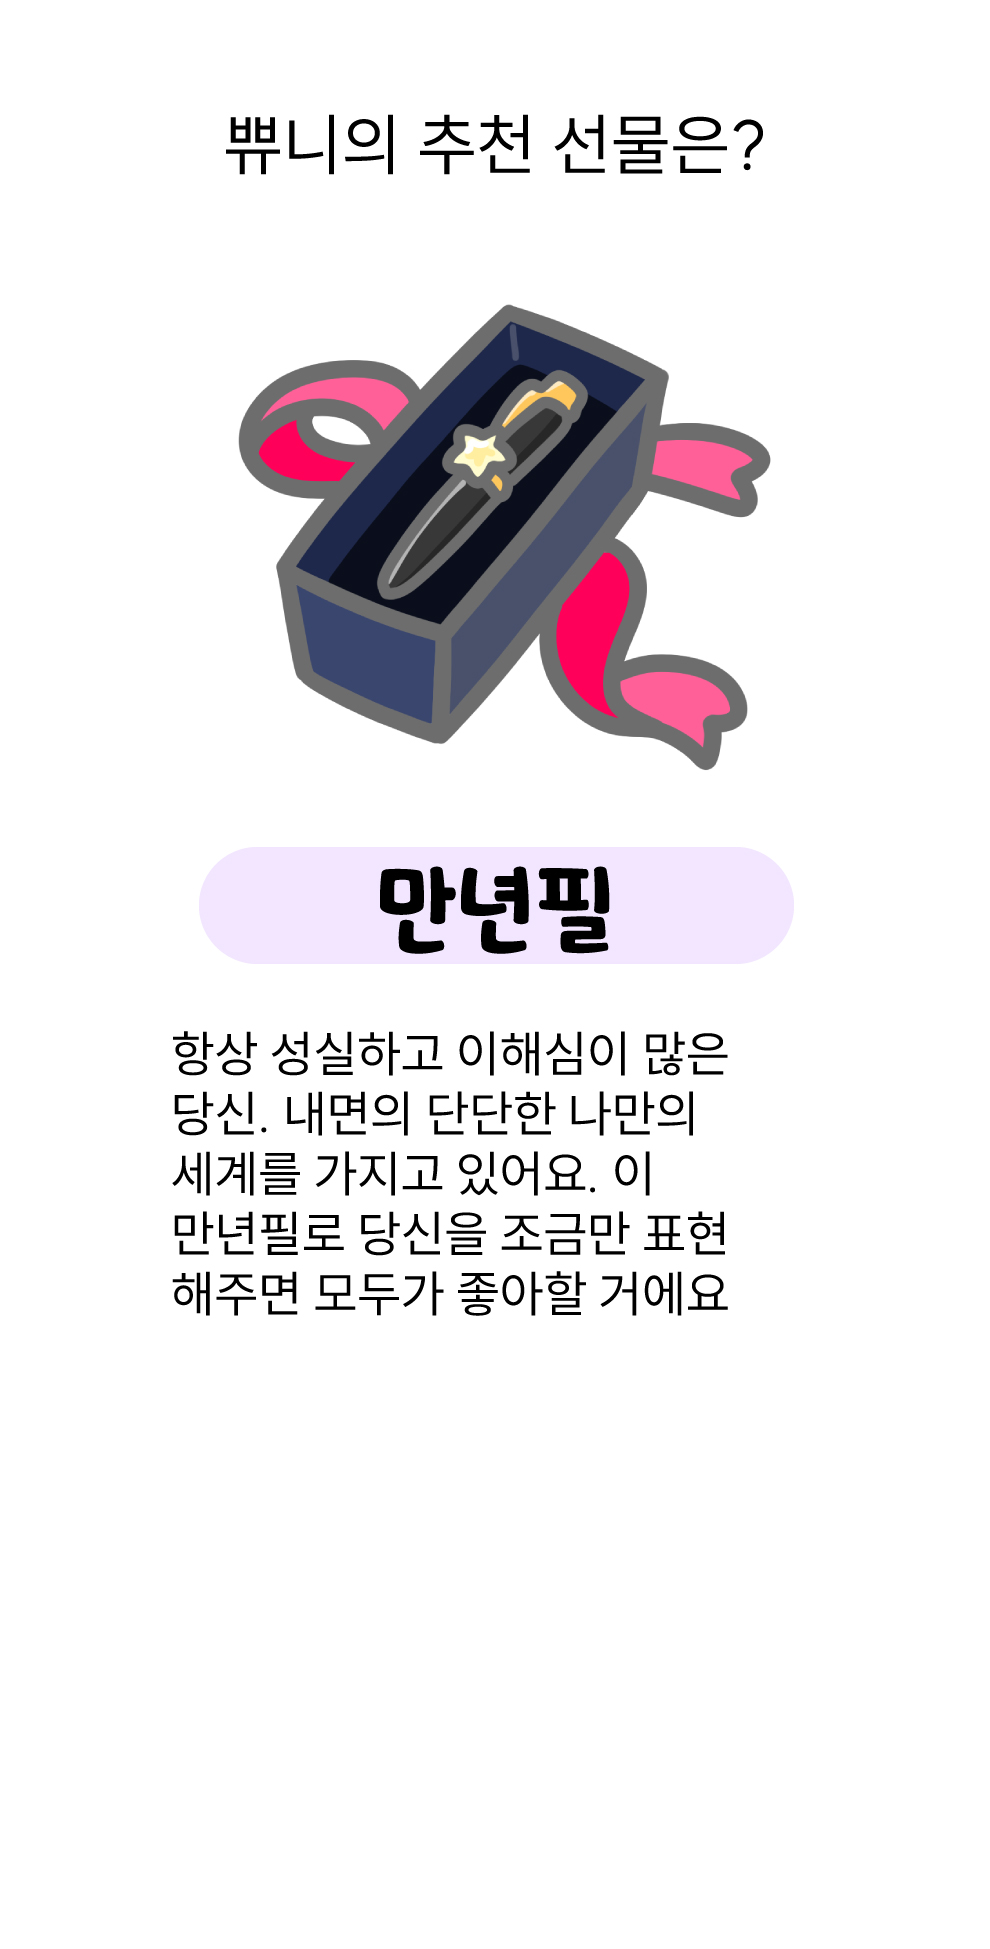 쀼니의 추천 선물은?
만년필
항상 성실하고 이해심이 많은
당신. 내면의 단단한 나만의
세계를 가지고 있어요. 이
만년필로 당신을 조금만 표현
해주면 모두가 좋아할 거에요